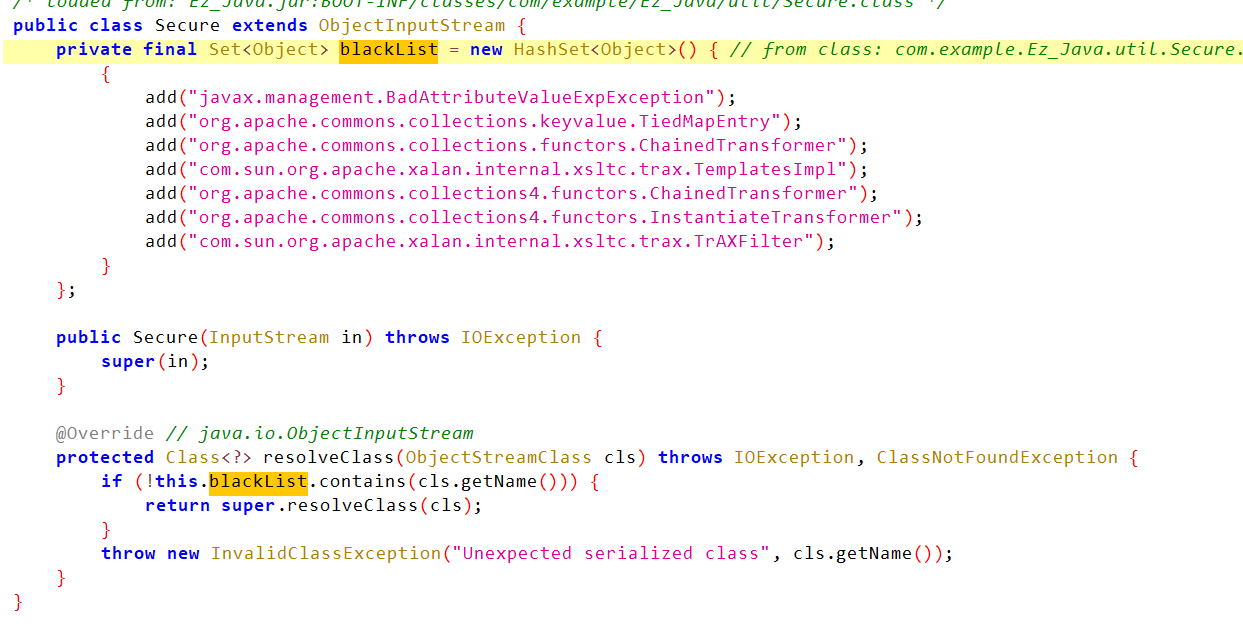 /* loaded from: Ez_Java.jar:BOOT-INF/classes/com/example/Ez_Java/util/Secure.class */
public class Secure extends ObjectInputStream {
    private final Set<Object> blackList = new HashSet<Object>() { // from class: com.example.Ez_Java.util.Secure.
        {
            add("javax.management.BadAttributeValueExpException");
            add("org.apache.commons.collections.keyvalue.TiedMapEntry");
            add("org.apache.commons.collections.functors.ChainedTransformer");
            add("com.sun.org.apache.xalan.internal.xsltc.trax.TemplatesImpl");
            add("org.apache.commons.collections4.functors.ChainedTransformer");
            add("org.apache.commons.collections4.functors.InstantiateTransformer");
            add("com.sun.org.apache.xalan.internal.xsltc.trax.TrAXFilter");
        }
    };
    public Secure(InputStream in) throws IOException {
        super(in);
    }
    @Override // java.io.ObjectInputStream
    protected Class<?> resolveClass(ObjectStreamClass cls) throws IOException, ClassNotFoundException {
        if (!this.blackList.contains(cls.getName())) {
            return super.resolveClass(cls);
        }
        throw new InvalidClassException("Unexpected serialized class", cls.getName());
    }
}